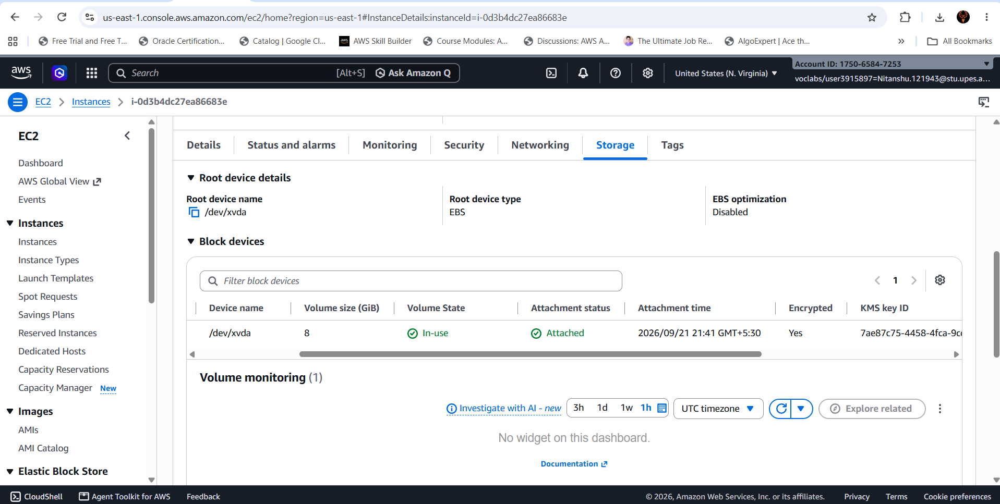 us-east-1.console.aws.amazon.com/ec2/home?region=us-east-1#InstanceDetails:instanceId=i-0d3b4dc27ea86683e
Free Trial and Free T... Oracle Certification... Catalog | Google Cl... aws AWS Skill Builder Course Modules: A... Discussions: AWS A... The Ultimate Job Re... AlgoExpert | Ace th... » All Bookmarks
aws Search [Alt+S] Ask Amazon Q United States (N. Virginia) Account ID: 1750-6584-7253
voclabs/user3915897=Nitanshu.121943@stu.upes.a...
EC2 Instances i-0d3b4dc27ea86683e
EC2
Dashboard
AWS Global View
Events
Instances
Instances
Instance Types
Launch Templates
Spot Requests
Savings Plans
Reserved Instances
Dedicated Hosts
Capacity Reservations
Capacity Manager New
Images
AMIs
AMI Catalog
Elastic Block Store
Details Status and alarms Monitoring Security Networking Storage Tags
Root device details
Root device name Root device type EBS optimization
/dev/xvda EBS Disabled
Block devices
Filter block devices 1
Device name Volume size (GiB) Volume State Attachment status Attachment time Encrypted KMS key ID
/dev/xvda 8 In-use Attached 2026/09/21 21:41 GMT+5:30 Yes 7ae87c75-4458-4fca-9c
Volume monitoring (1)
Investigate with AI - new 3h 1d 1w 1h UTC timezone Explore related
No widget on this dashboard.
Documentation
CloudShell Agent Toolkit for AWS Feedback © 2026, Amazon Web Services, Inc. or its affiliates. Privacy Terms Cookie preferences